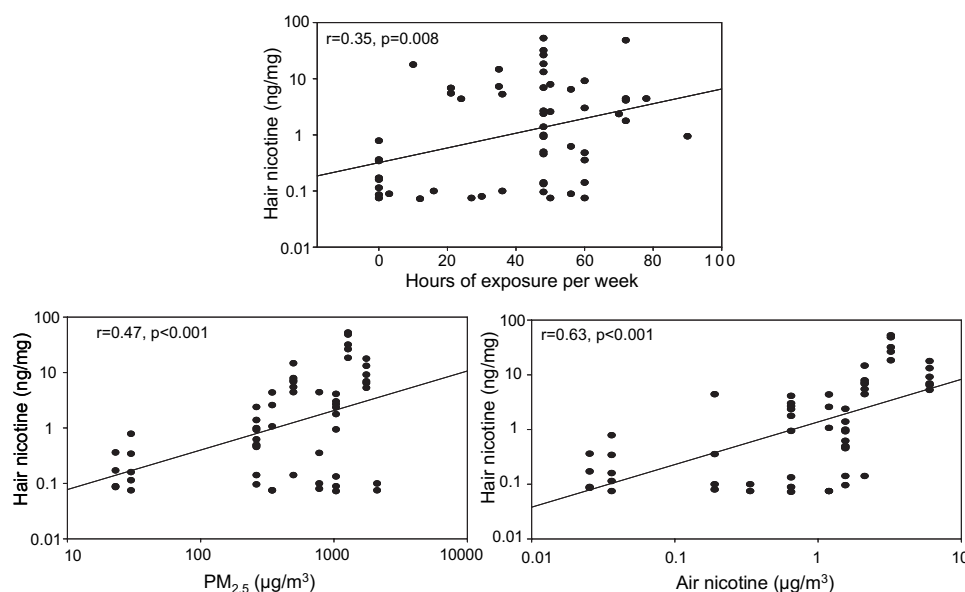 r=0.35, p=0.008
Hair nicotine (ng/mg)
100
10
1
0.1
0.01
0 20 40 60 80 100
Hours of exposure per week
r=0.47, p<0.001
Hair nicotine (ng/mg)
100
10
1
0.1
0.01
10 100 1000 10000
PM2.5 (µg/m³)
r=0.63, p<0.001
Hair nicotine (ng/mg)
100
10
1
0.1
0.01
0.01 0.1 1 10
Air nicotine (µg/m³)